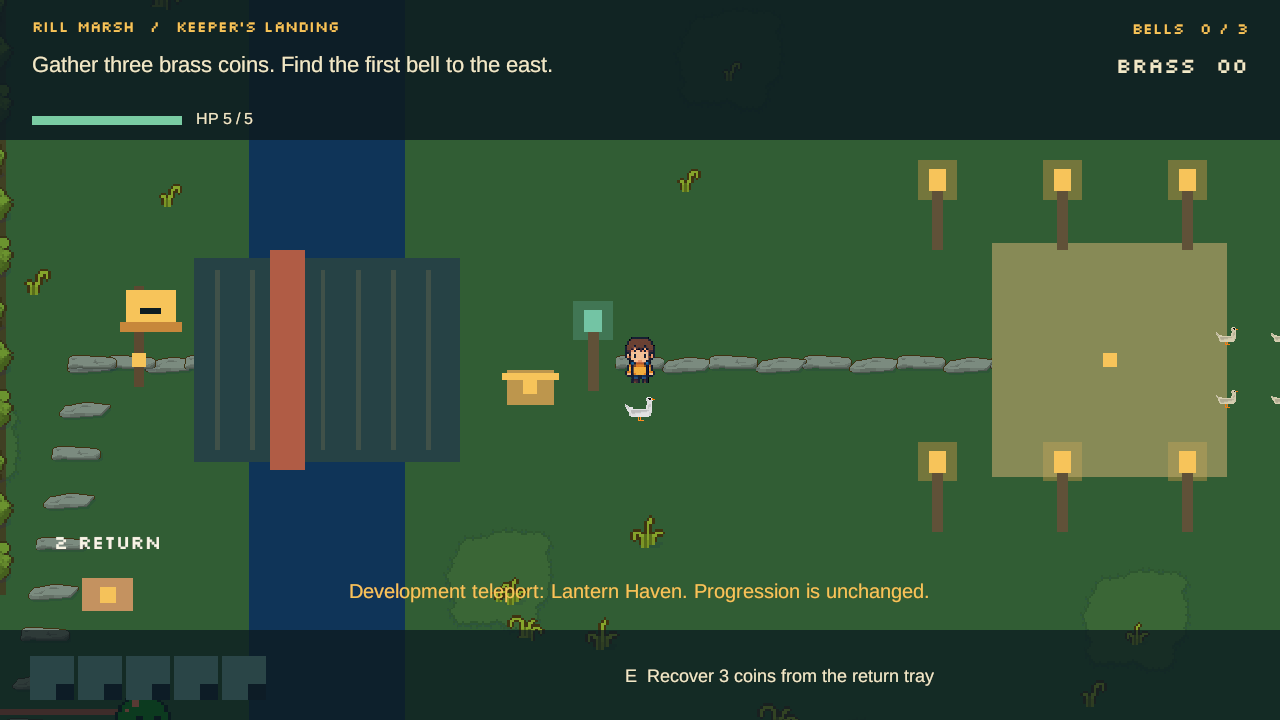 RILL MARSH / KEEPER'S LANDING
BELLS 0 / 3
Gather three brass coins. Find the first bell to the east.
BRASS 00
HP 5 / 5
2 RETURN
Development teleport: Lantern Haven. Progression is unchanged.
E Recover 3 coins from the return tray